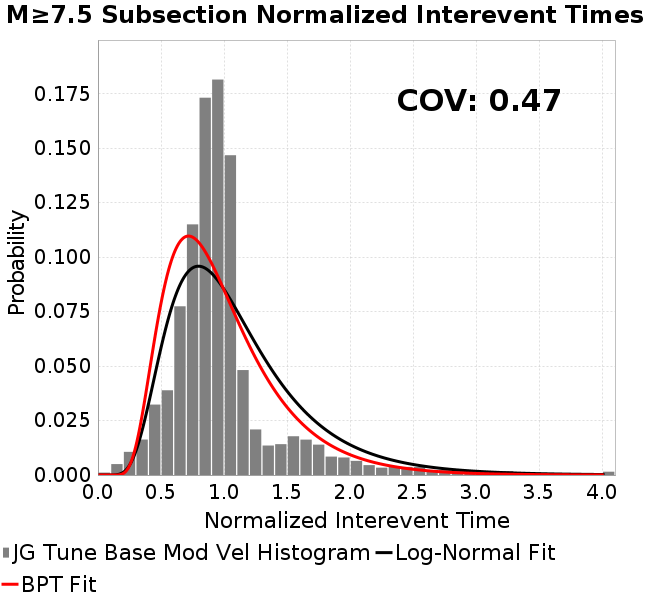 M≥7.5 Subsection Normalized Interevent Times
COV: 0.47
Probability
0.175
0.150
0.125
0.100
0.075
0.050
0.025
0.000
0.0 0.5 1.0 1.5 2.0 2.5 3.0 3.5 4.0
Normalized Interevent Time
JG Tune Base Mod Vel Histogram Log-Normal Fit
BPT Fit